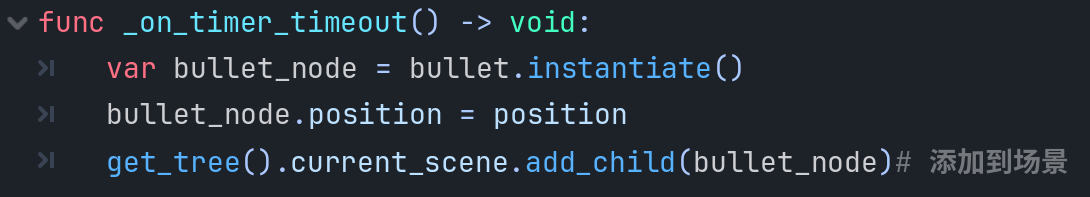 func _on_timer_timeout() -> void:
var bullet_node = bullet.instantiate()
bullet_node.position = position
get_tree().current_scene.add_child(bullet_node)# 添加到场景